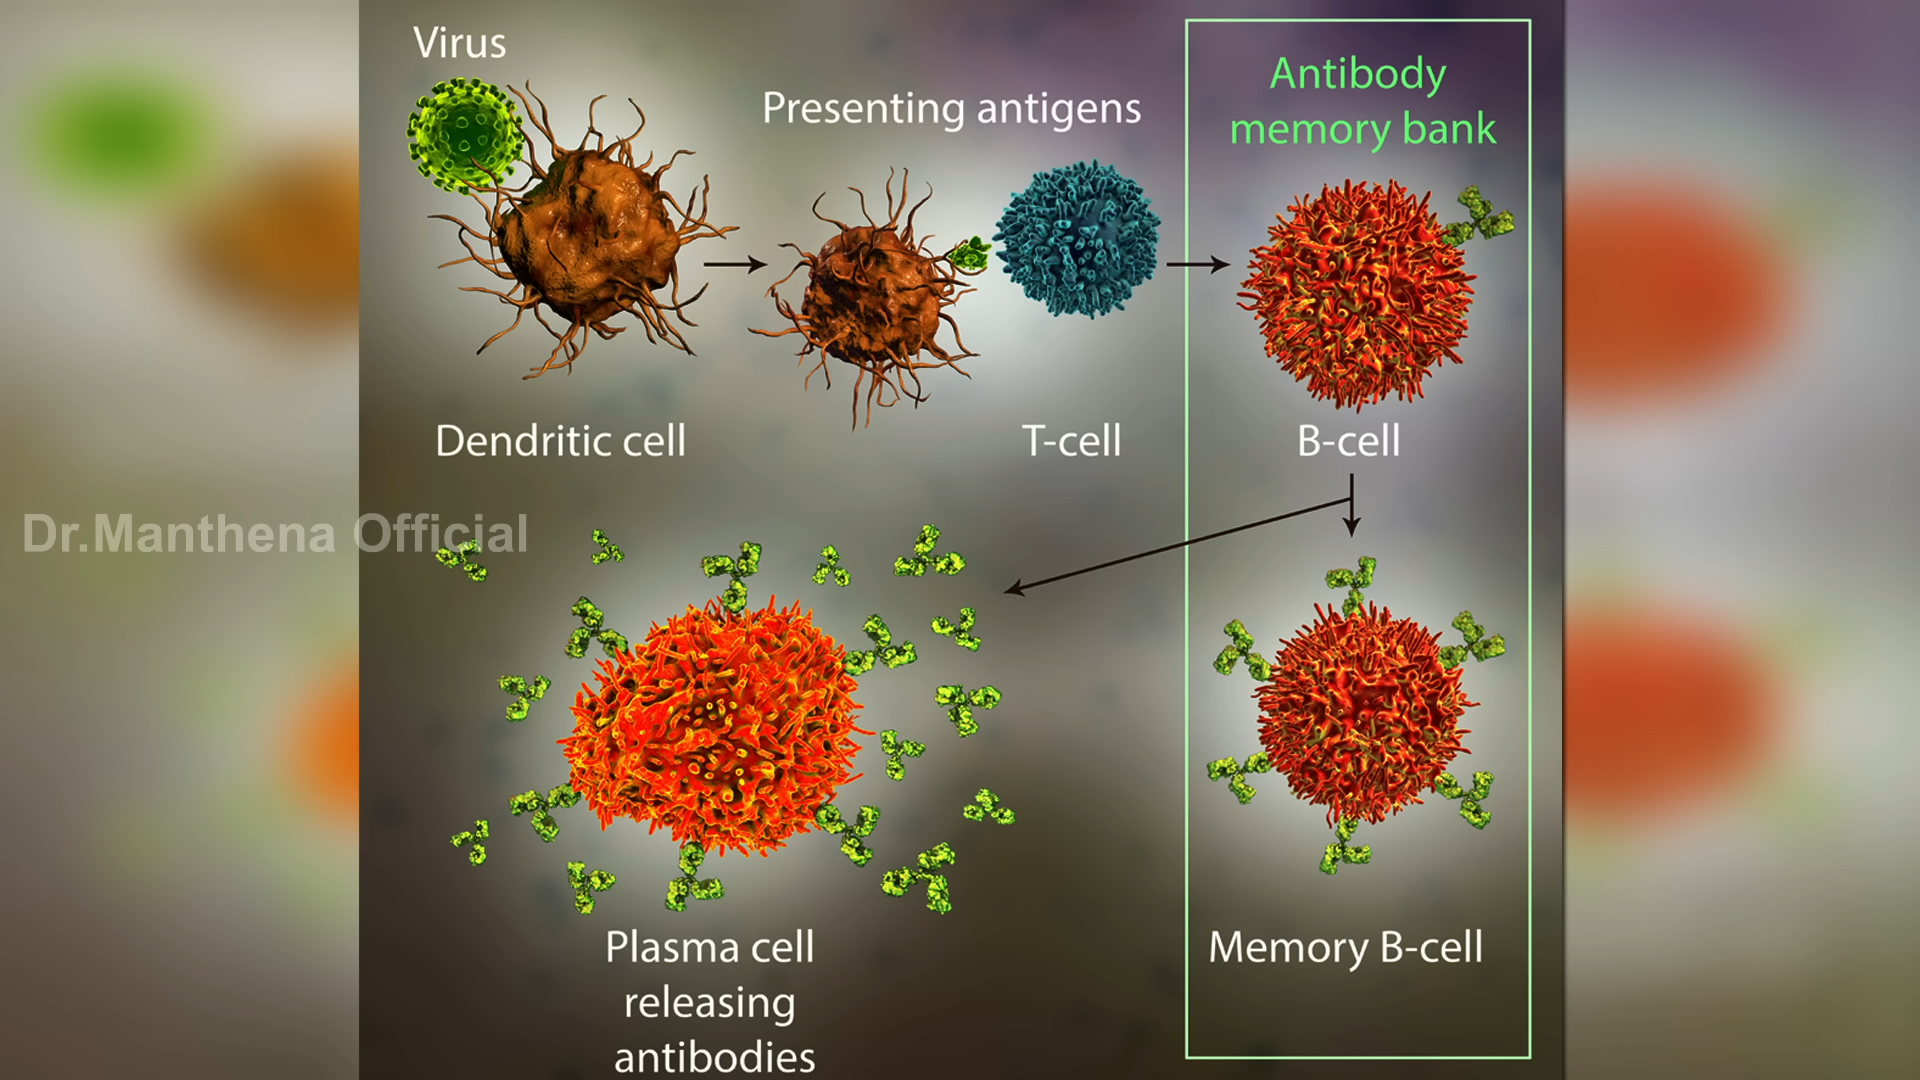 Virus
Presenting antigens
Antibody
memory bank
Dendritic cell
T-cell
B-cell
Dr.Manthena Official
Plasma cell
releasing
antibodies
Memory B-cell